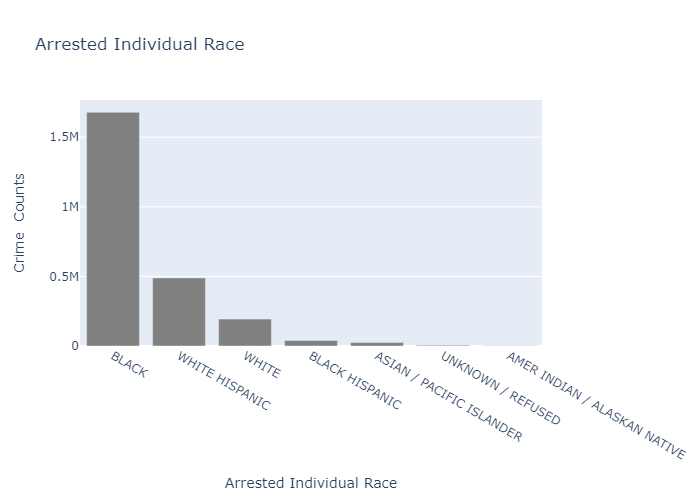 Arrested Individual Race
Crime  Counts
1.5M
1M
0.5M
0
BLACK
WHITE HISPANIC
WHITE
BLACK HISPANIC
ASIAN / PACIFIC ISLANDER
UNKNOWN / REFUSED
AMER INDIAN / ALASKAN NATIVE
Arrested Individual Race